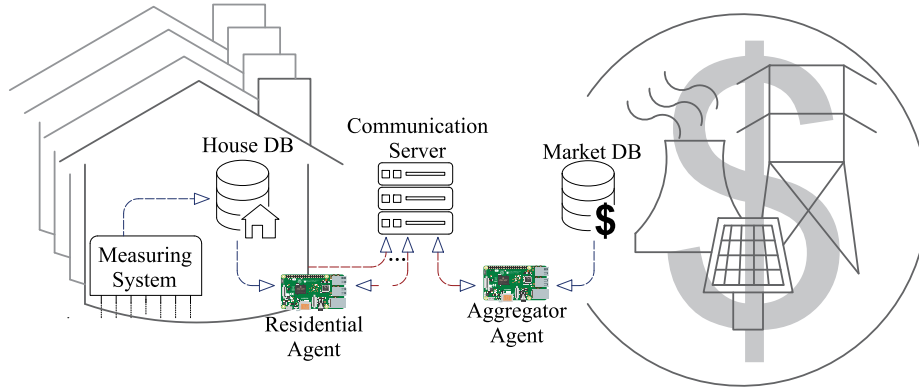 House DB
Communication
Server
Market DB
$
Measuring
System
...
Residential
Agent
Aggregator
Agent
$